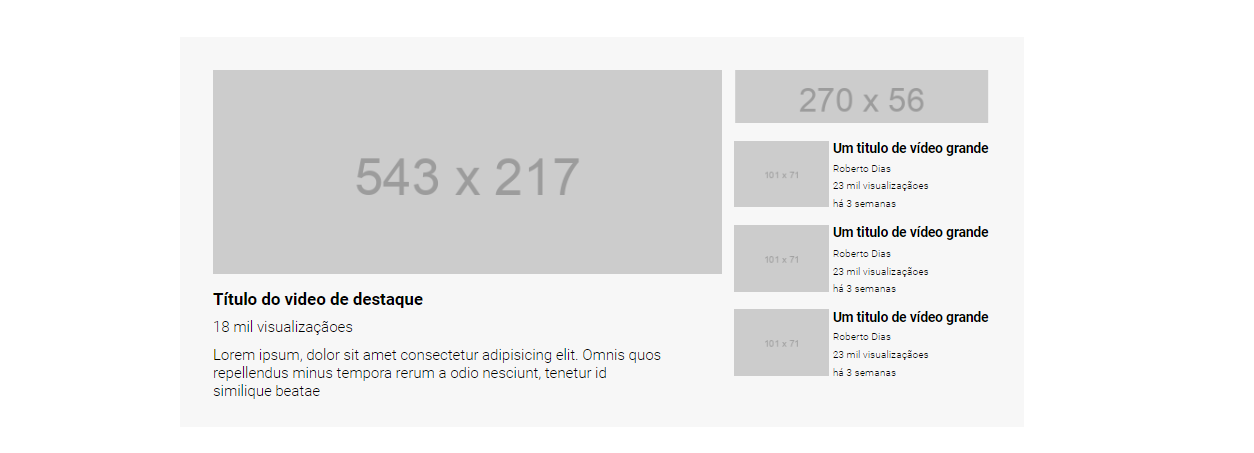 543 x 217
Título do video de destaque
18 mil visualizaçãoes
Lorem ipsum, dolor sit amet consectetur adipisicing elit. Omnis quos
repellendus minus tempora rerum a odio nesciunt, tenetur id
similique beatae
270 x 56
101 x 71
Um titulo de vídeo grande
Roberto Dias
23 mil visualizaçãoes
há 3 semanas
101 x 71
Um titulo de vídeo grande
Roberto Dias
23 mil visualizaçãoes
há 3 semanas
101 x 71
Um titulo de vídeo grande
Roberto Dias
23 mil visualizaçãoes
há 3 semanas